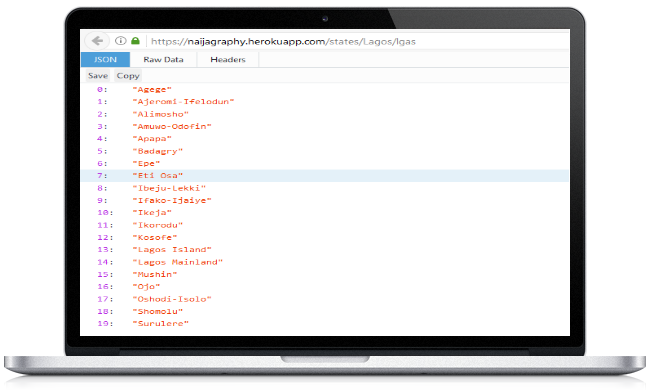 https://naijagraphy.herokuapp.com/states/Lagos/lgas
JSON Raw Data Headers
Save Copy
0: "Agege"
1: "Ajeromi-Ifelodun"
2: "Alimosho"
3: "Amuwo-Odofin"
4: "Apapa"
5: "Badagry"
6: "Epe"
7: "Eti Osa"
8: "Ibeju-Lekki"
9: "Ifako-Ijaiye"
10: "Ikeja"
11: "Ikorodu"
12: "Kosofe"
13: "Lagos Island"
14: "Lagos Mainland"
15: "Mushin"
16: "Ojo"
17: "Oshodi-Isolo"
18: "Shomolu"
19: "Surulere"